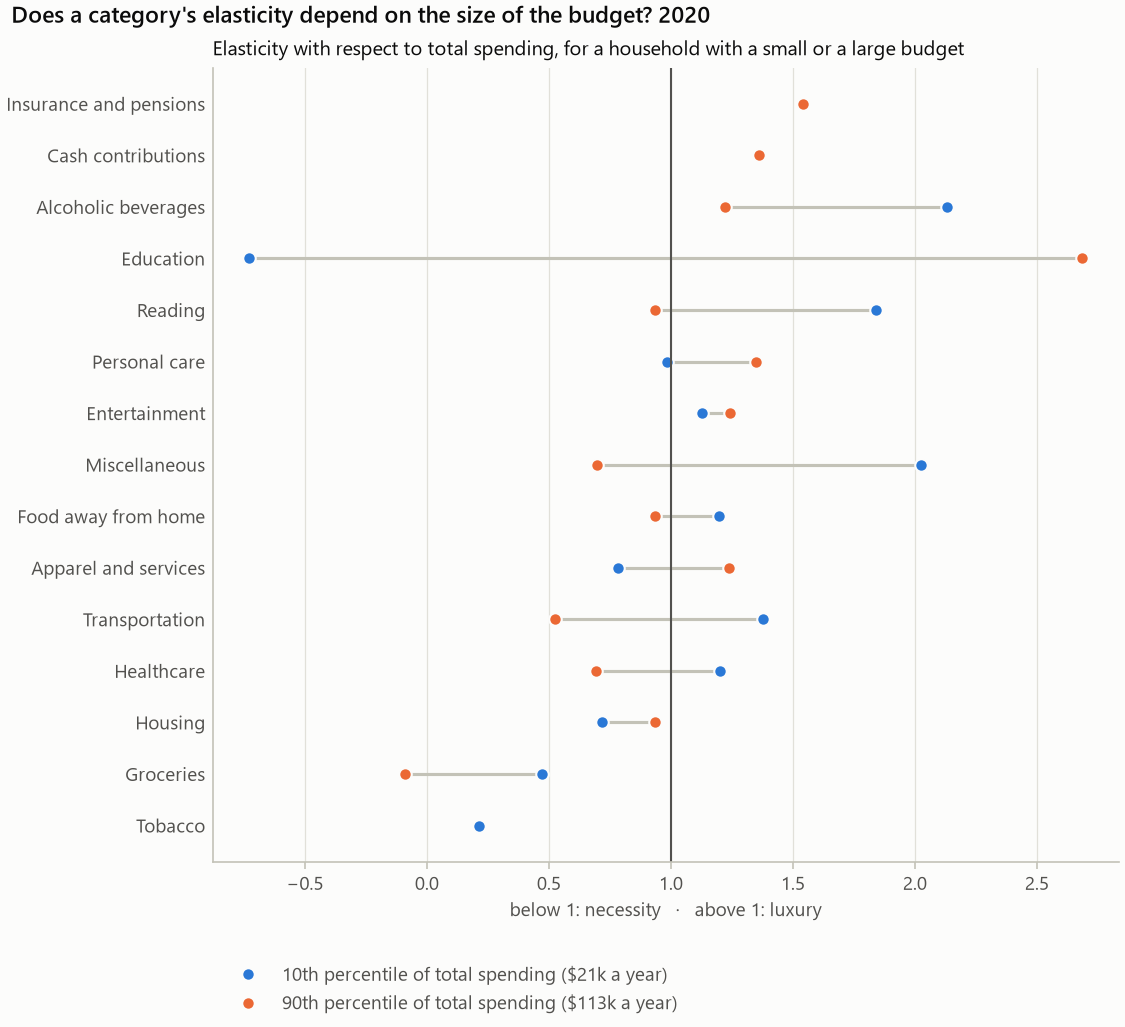 Does a category's elasticity depend on the size of the budget? 2020
Elasticity with respect to total spending, for a household with a small or a large budget
Insurance and pensions
Cash contributions
Alcoholic beverages
Education
Reading
Personal care
Entertainment
Miscellaneous
Food away from home
Apparel and services
Transportation
Healthcare
Housing
Groceries
Tobacco
−0.5 0.0 0.5 1.0 1.5 2.0 2.5
below 1: necessity · above 1: luxury
10th percentile of total spending ($21k a year)
90th percentile of total spending ($113k a year)